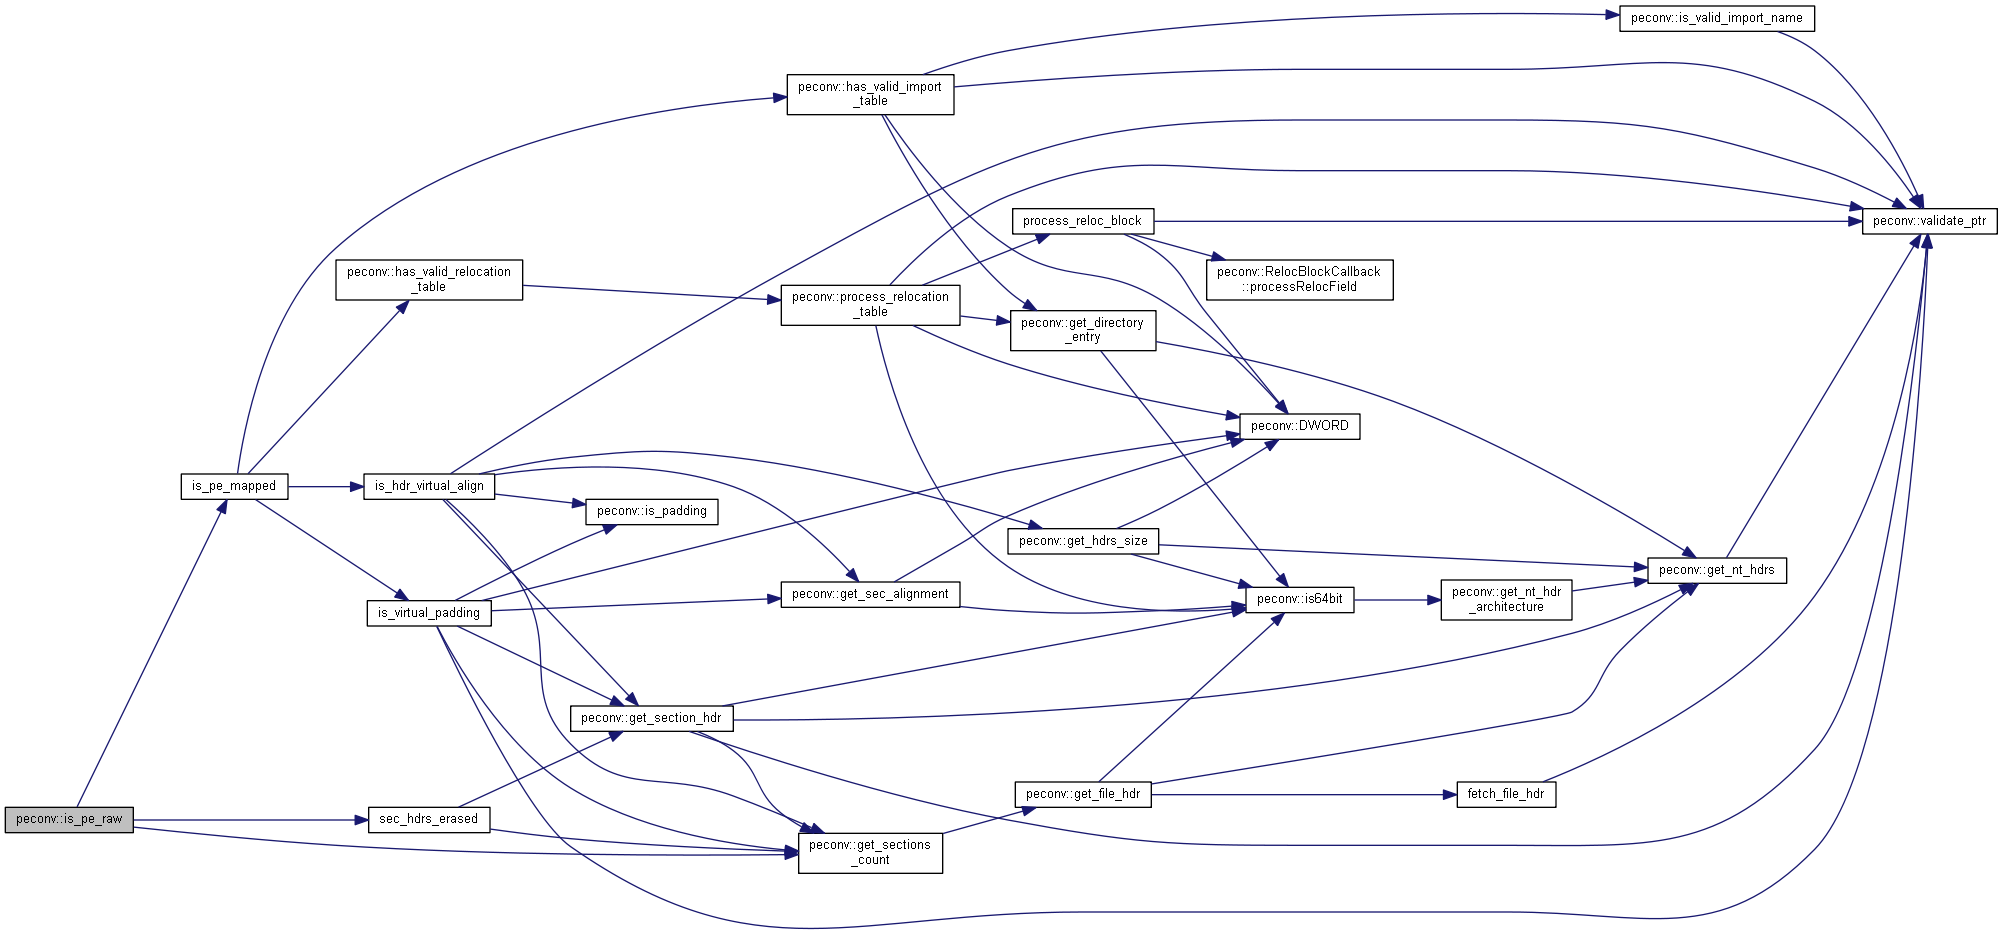 peconv::is_valid_import_name
peconv::has_valid_import
_table
process_reloc_block
peconv::validate_ptr
peconv::has_valid_relocation
_table
peconv::RelocBlockCallback
::processRelocField
peconv::process_relocation
_table
peconv::get_directory
_entry
peconv::DWORD
is_pe_mapped
is_hdr_virtual_align
peconv::is_padding
peconv::get_hdrs_size
peconv::get_nt_hdrs
peconv::get_sec_alignment
peconv::is64bit
peconv::get_nt_hdr
_architecture
is_virtual_padding
peconv::get_section_hdr
peconv::get_file_hdr
fetch_file_hdr
peconv::is_pe_raw
sec_hdrs_erased
peconv::get_sections
_count